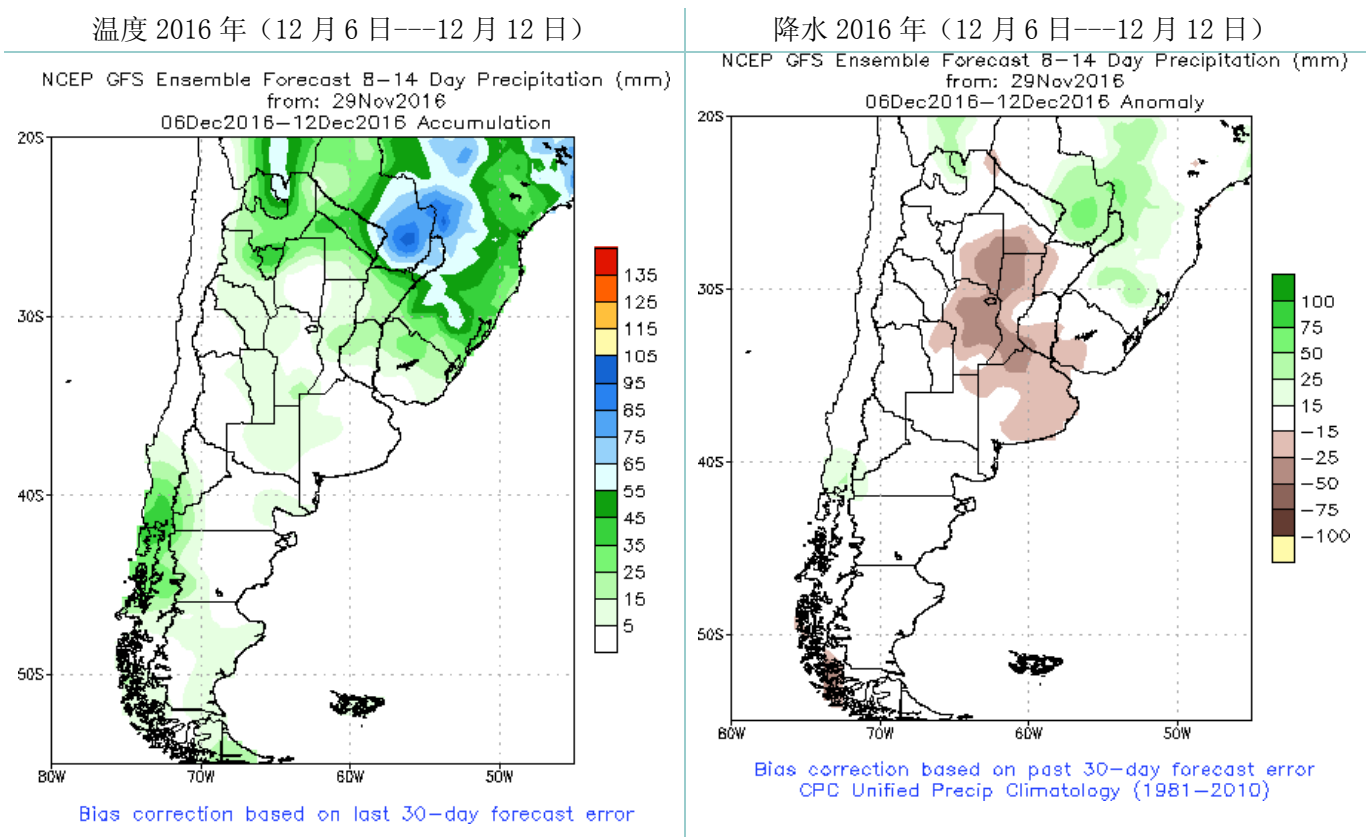 温度 2016 年（12 月 6 日---12 月 12 日）
降水 2016 年（12 月 6 日---12 月 12 日）
NCEP GFS Ensemble Forecast 8-14 Day Precipitation (mm)
from: 29Nov2016
06Dec2016-12Dec2016 Accumulation
20S
30S
40S
50S
80W
70W
60W
50W
135
125
115
105
95
85
75
65
55
45
35
25
15
5
Bias correction based on last 30-day forecast error
NCEP GFS Ensemble Forecast 8-14 Day Precipitation (mm)
from: 29Nov2016
06Dec2016-12Dec2016 Anomaly
20S
30S
40S
50S
80W
70W
60W
50W
100
75
50
25
15
-15
-25
-50
-75
-100
Bias correction based on past 30-day forecast error
CPC Unified Precip Climatology (1981-2010)